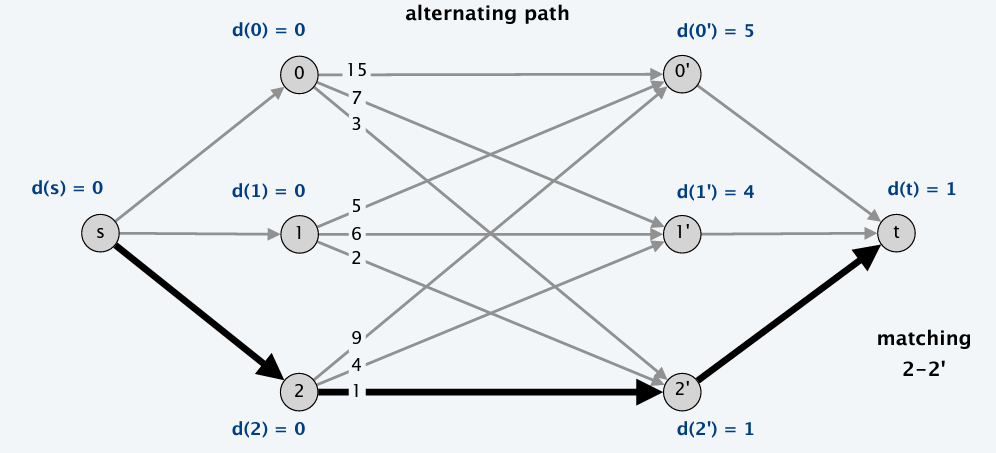 alternating path
d(0) = 0
d(0') = 5
0
15
0'
7
3
d(s) = 0
d(1) = 0
d(1') = 4
d(t) = 1
5
s
1
6
1'
t
2
9
matching
4
2-2'
2
1
2'
d(2) = 0
d(2') = 1